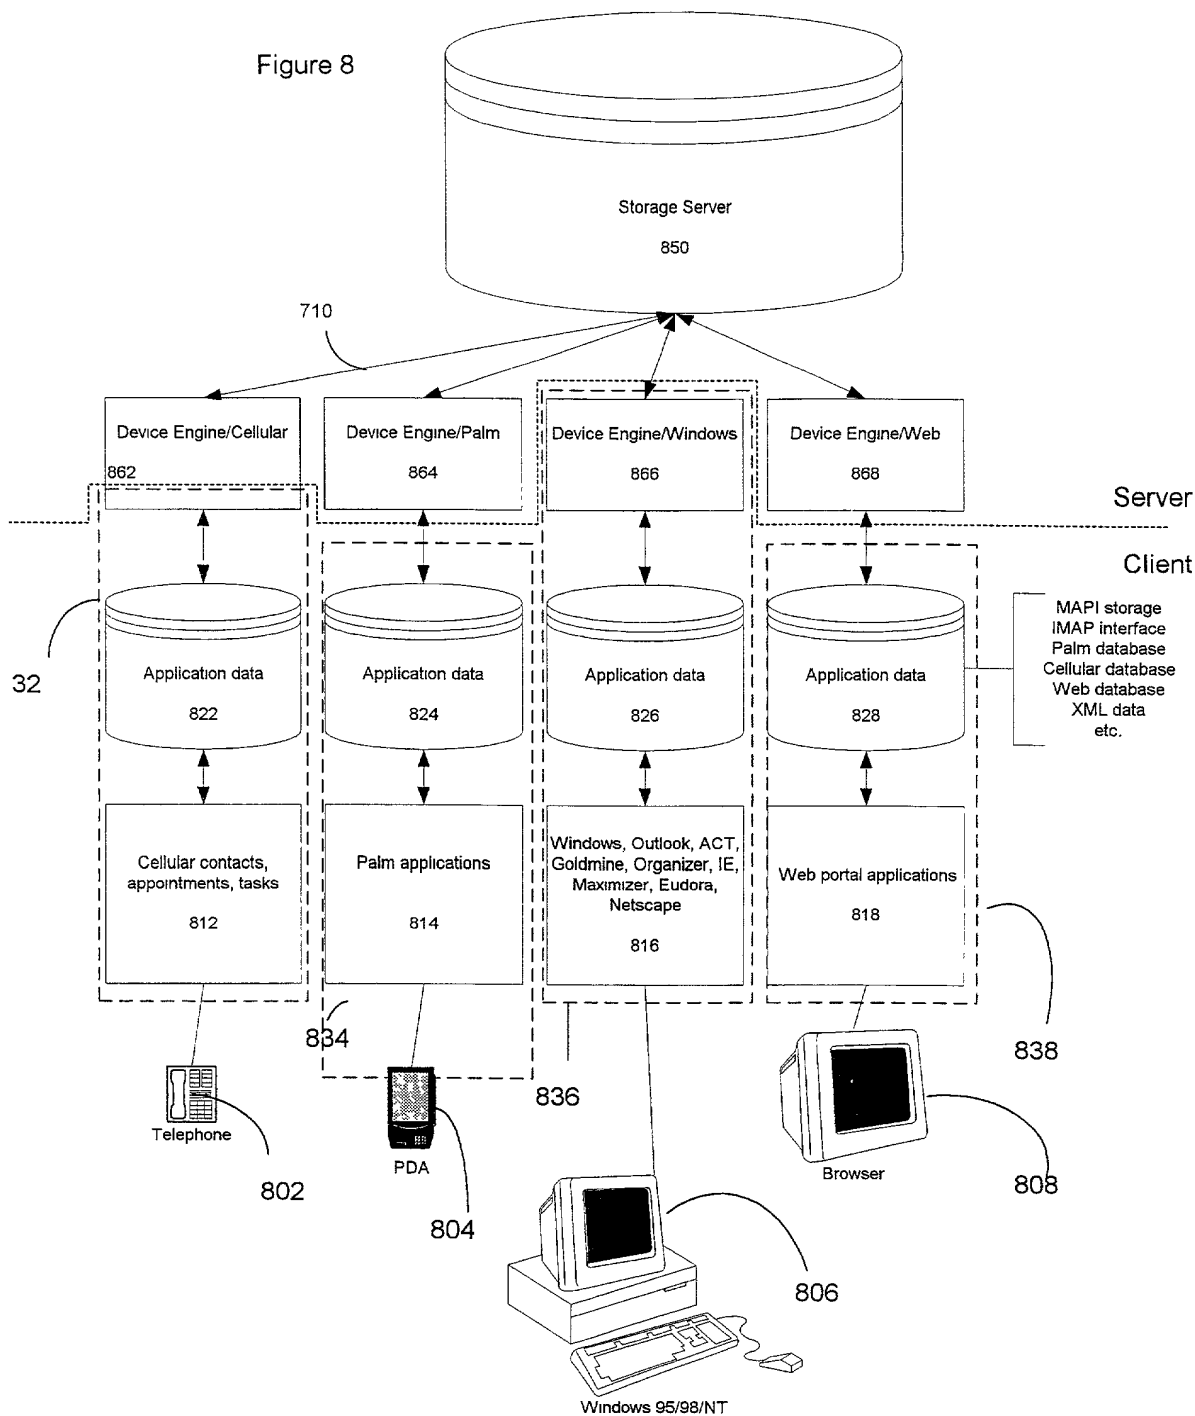 Figure 8
Storage Server
850
710
Device Engine/Cellular
862
Device Engine/Palm
864
Device Engine/Windows
866
Device Engine/Web
868
Server
Client
32
Application data
822
Application data
824
Application data
826
Application data
828
MAPI storage
IMAP interface
Palm database
Cellular database
Web database
XML data
etc.
Cellular contacts,
appointments, tasks
812
Palm applications
814
Windows, Outlook, ACT,
Goldmine, Organizer, IE,
Maximizer, Eudora,
Netscape
816
Web portal applications
818
834
836
838
Telephone
802
PDA
804
Browser
808
806
Windows 95/98/NT